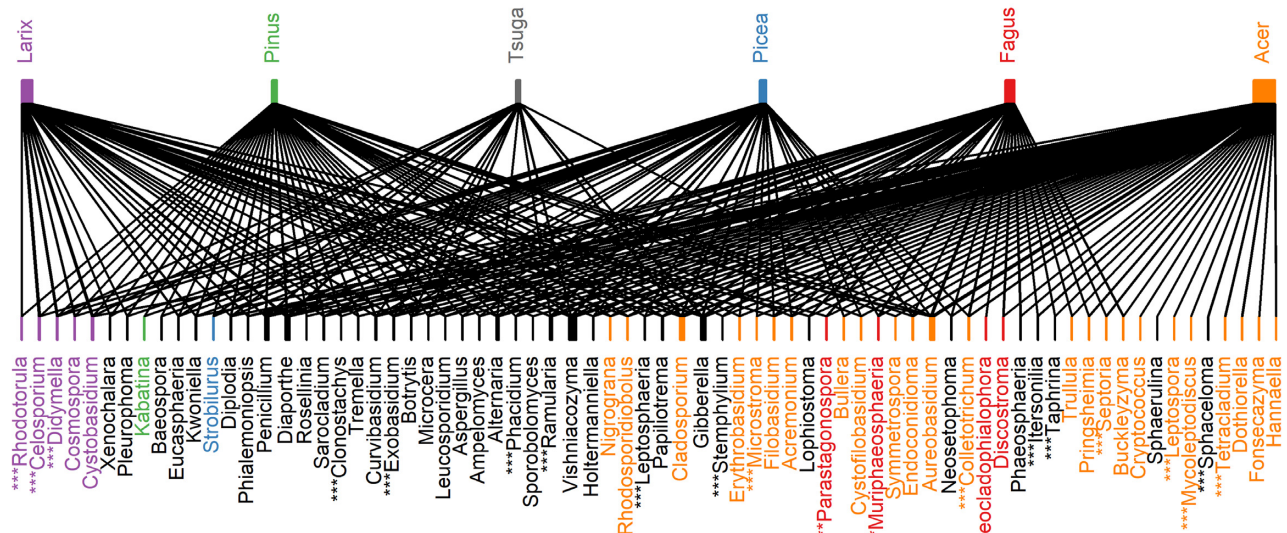 Larix
Pinus
Tsuga
Picea
Fagus
Acer
***Rhodotorula
***Celosporium
***Didymella
Cosmospora
Cystobasidium
Xenochalara
Pleurophoma
Kabatina
Baeospora
Eucasphaeria
Kwoniella
Strobilurus
Diplodia
Phialemoniopsis
Penicillium
Diaporthe
Rosellinia
Sarocladium
***Clonostachys
Tremella
Curvibasidium
***Exobasidium
Botrytis
Microcera
Leucosporidium
Aspergillus
Ampelomyces
Alternaria
***Phacidium
Sporobolomyces
***Ramularia
Vishniacozyma
Holtermanniella
Nigrograna
Rhodosporidiobolus
***Leptosphaeria
Papiliotrema
Cladosporium
Gibberella
***Stemphylium
Erythrobasidium
***Microstroma
Filobasidium
Acremonium
Lophiostoma
**Parastagonospora
Bullera
Cystofilobasidium
*Muriphaeosphaeria
Symmetrospora
Endoconidioma
Aureobasidium
Neosetophoma
***Colletotrichum
eocladophialophora
Discostroma
Phaeosphaeria
***Itersonilia
***Taphrina
Trullula
Pringshemia
***Septoria
Buckleyzyma
Cryptococcus
Sphaerulina
***Leptospora
***Mycoleptodiscus
***Sphaceloma
***Tetracladium
Dothiorella
Fonsecazyma
Hannaella